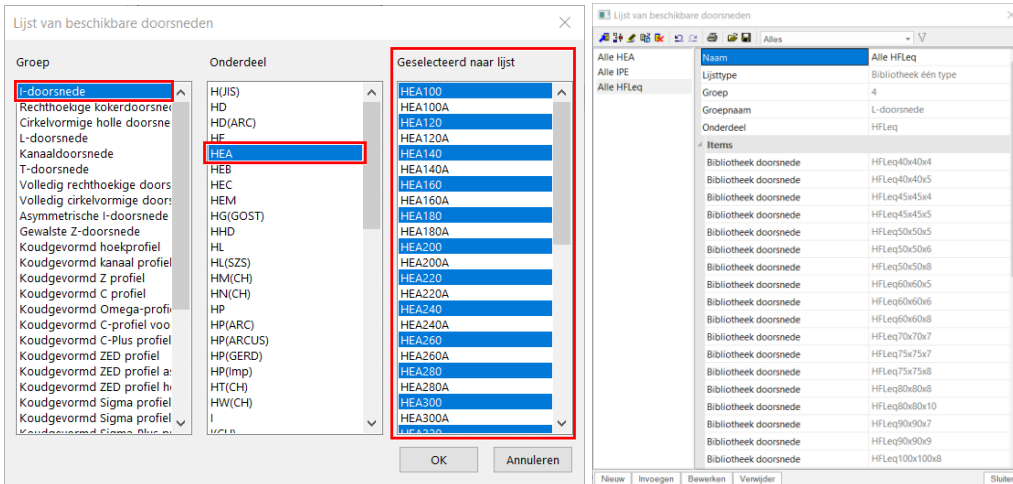 Lijst van beschikbare doorsneden
Groep
I-doorsnede
Rechthoekige kokerdoorsned
Cirkelvormige holle doorsne
L-doorsnede
Kanaaldoorsnede
T-doorsnede
Volledig rechthoekige doors
Volledig cirkelvormige doors
Asymmetrische I-doorsnede
Gewalste Z-doorsnede
Koudgevormd hoekprofiel
Koudgevormd kanaal profiel
Koudgevormd Z profiel
Koudgevormd C profiel
Koudgevormd Omega-profi
Koudgevormd C-profiel voo
Koudgevormd C-Plus profiel
Koudgevormd ZED profiel
Koudgevormd ZED profiel a
Koudgevormd ZED profiel h
Koudgevormd Sigma profiel
Koudgevormd Sigma profiel
Koudgevormd Sigma-Plus p
Onderdeel
H(JIS)
HD
HD(ARC)
HE
HEA
HEB
HEC
HEM
HG(GOST)
HHD
HL
HL(SZS)
HM(CH)
HN(CH)
HP
HP(ARC)
HP(ARCUS)
HP(GERD)
HP(Imp)
HT(CH)
HW(CH)
I
I(CH)
Geselecteerd naar lijst
HEA100
HEA100A
HEA120
HEA120A
HEA140
HEA140A
HEA160
HEA160A
HEA180
HEA180A
HEA200
HEA200A
HEA220
HEA220A
HEA240
HEA240A
HEA260
HEA260A
HEA280
HEA280A
HEA300
HEA300A
HEA320
OK
Annuleren
Lijst van beschikbare doorsneden
Alles
Alle HEA
Alle IPE
Alle HFLeq
Naam Alle HFLeq
Lijsttype Bibliotheek één type
Groep 4
Groepnaam L-doorsnede
Onderdeel HFLeq
Items
Bibliotheek doorsnede HFLeq40x40x4
Bibliotheek doorsnede HFLeq40x40x5
Bibliotheek doorsnede HFLeq45x45x4
Bibliotheek doorsnede HFLeq45x45x5
Bibliotheek doorsnede HFLeq50x50x5
Bibliotheek doorsnede HFLeq50x50x6
Bibliotheek doorsnede HFLeq50x50x8
Bibliotheek doorsnede HFLeq60x60x5
Bibliotheek doorsnede HFLeq60x60x6
Bibliotheek doorsnede HFLeq60x60x8
Bibliotheek doorsnede HFLeq70x70x7
Bibliotheek doorsnede HFLeq75x75x7
Bibliotheek doorsnede HFLeq75x75x8
Bibliotheek doorsnede HFLeq80x80x8
Bibliotheek doorsnede HFLeq80x80x10
Bibliotheek doorsnede HFLeq90x90x7
Bibliotheek doorsnede HFLeq90x90x9
Bibliotheek doorsnede HFLeq100x100x8
Nieuw Invoegen Bewerken Verwijder Sluiten